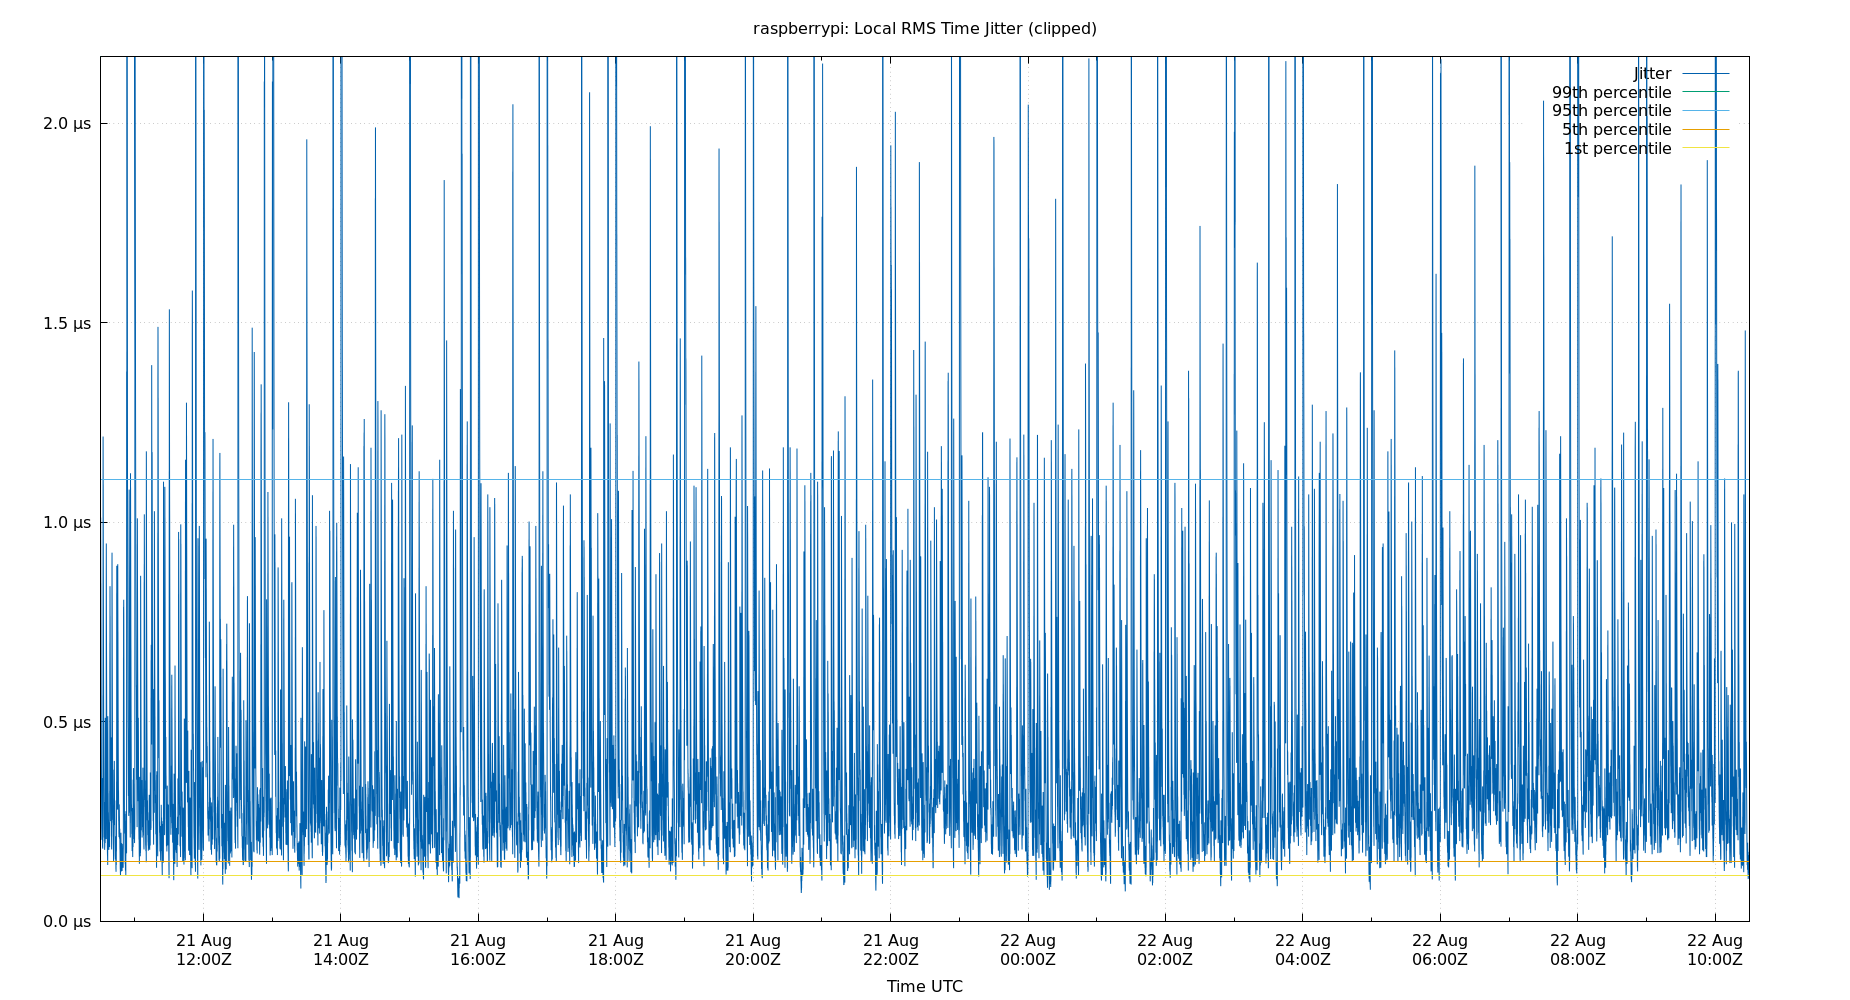 raspberrypi: Local RMS Time Jitter (clipped)
Jitter
99th percentile
95th percentile
5th percentile
1st percentile
2.0 µs
1.5 µs
1.0 µs
0.5 µs
0.0 µs
21 Aug 21 Aug 21 Aug 21 Aug 21 Aug 21 Aug 22 Aug 22 Aug 22 Aug 22 Aug 22 Aug 22 Aug
12:00Z 14:00Z 16:00Z 18:00Z 20:00Z 22:00Z 00:00Z 02:00Z 04:00Z 06:00Z 08:00Z 10:00Z
Time UTC